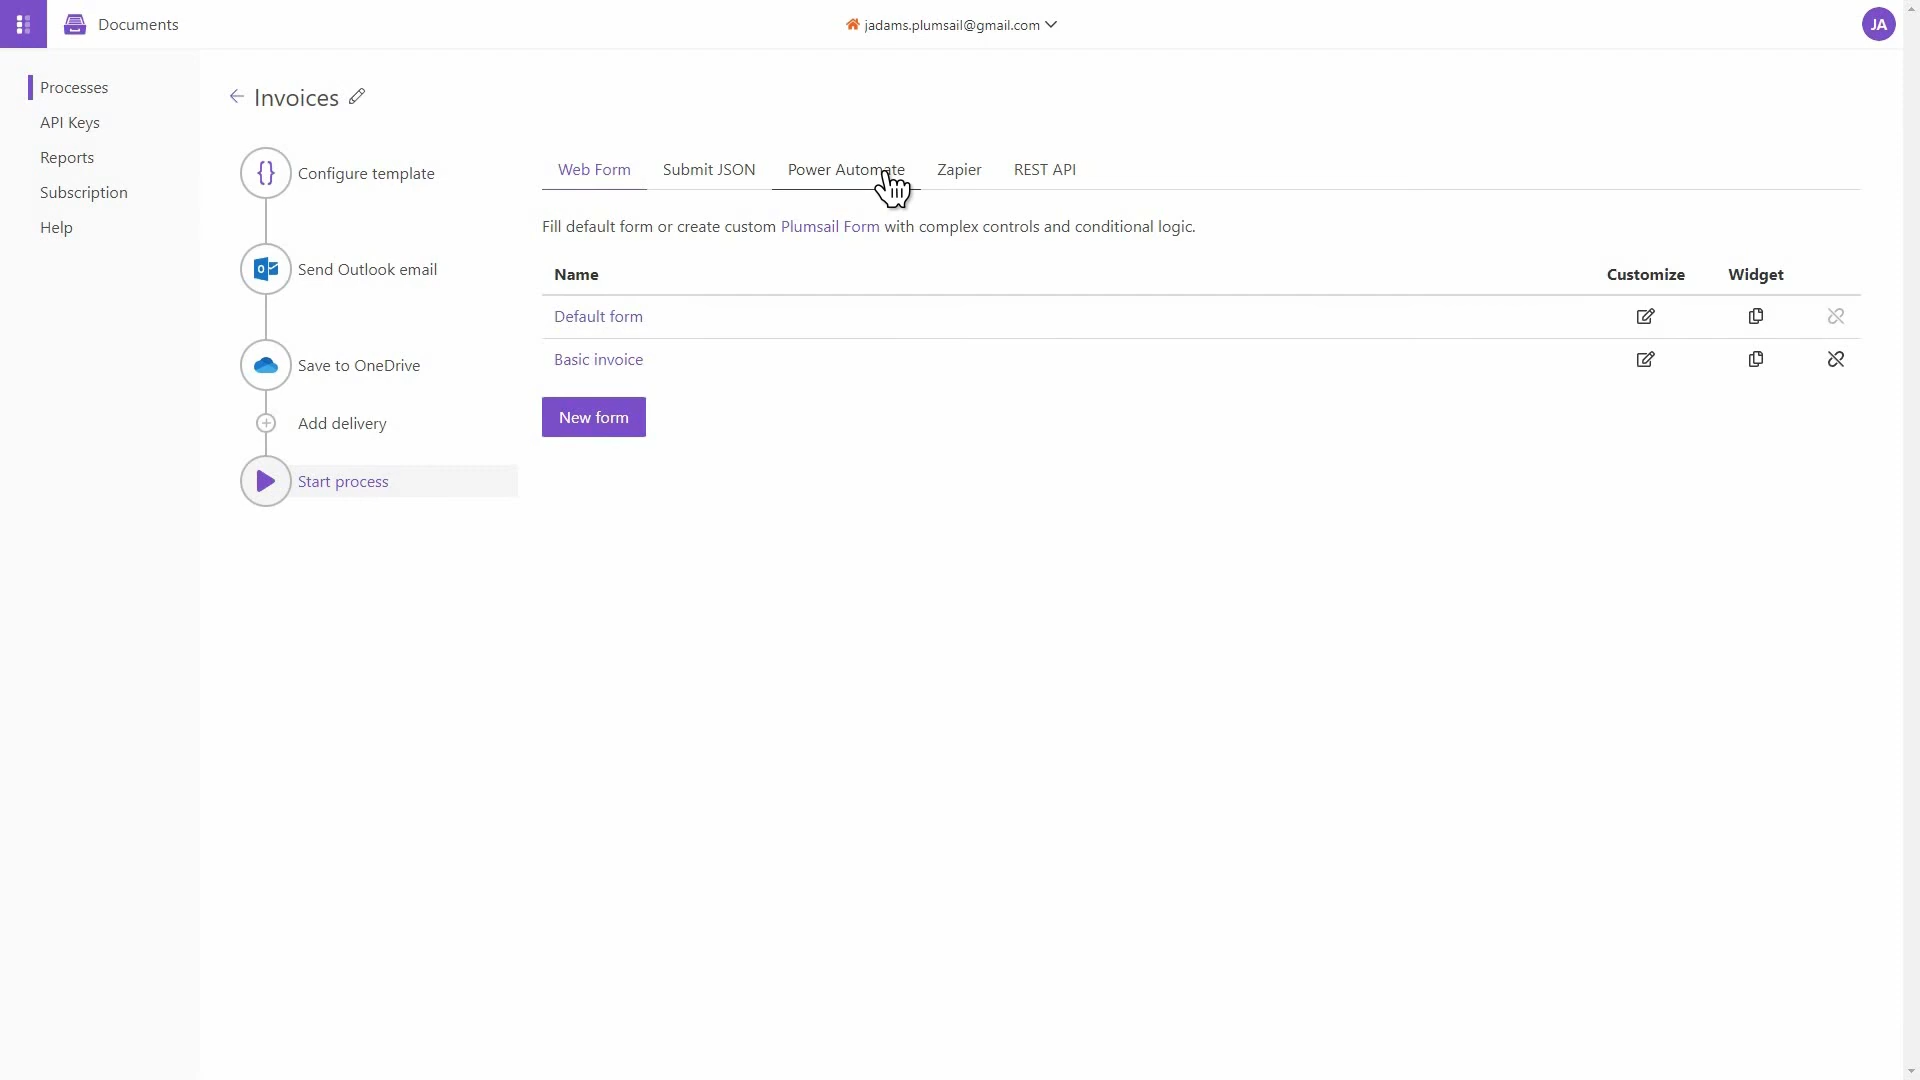 Documents
jadams.plumsail@gmail.com
JA
Processes
API Keys
Reports
Subscription
Help
Invoices
Configure template
Send Outlook email
Save to OneDrive
Add delivery
Start process
Web Form Submit JSON Power Automate Zapier REST API
Fill default form or create custom Plumsail Form with complex controls and conditional logic.
Name Customize Widget
Default form
Basic invoice
New form